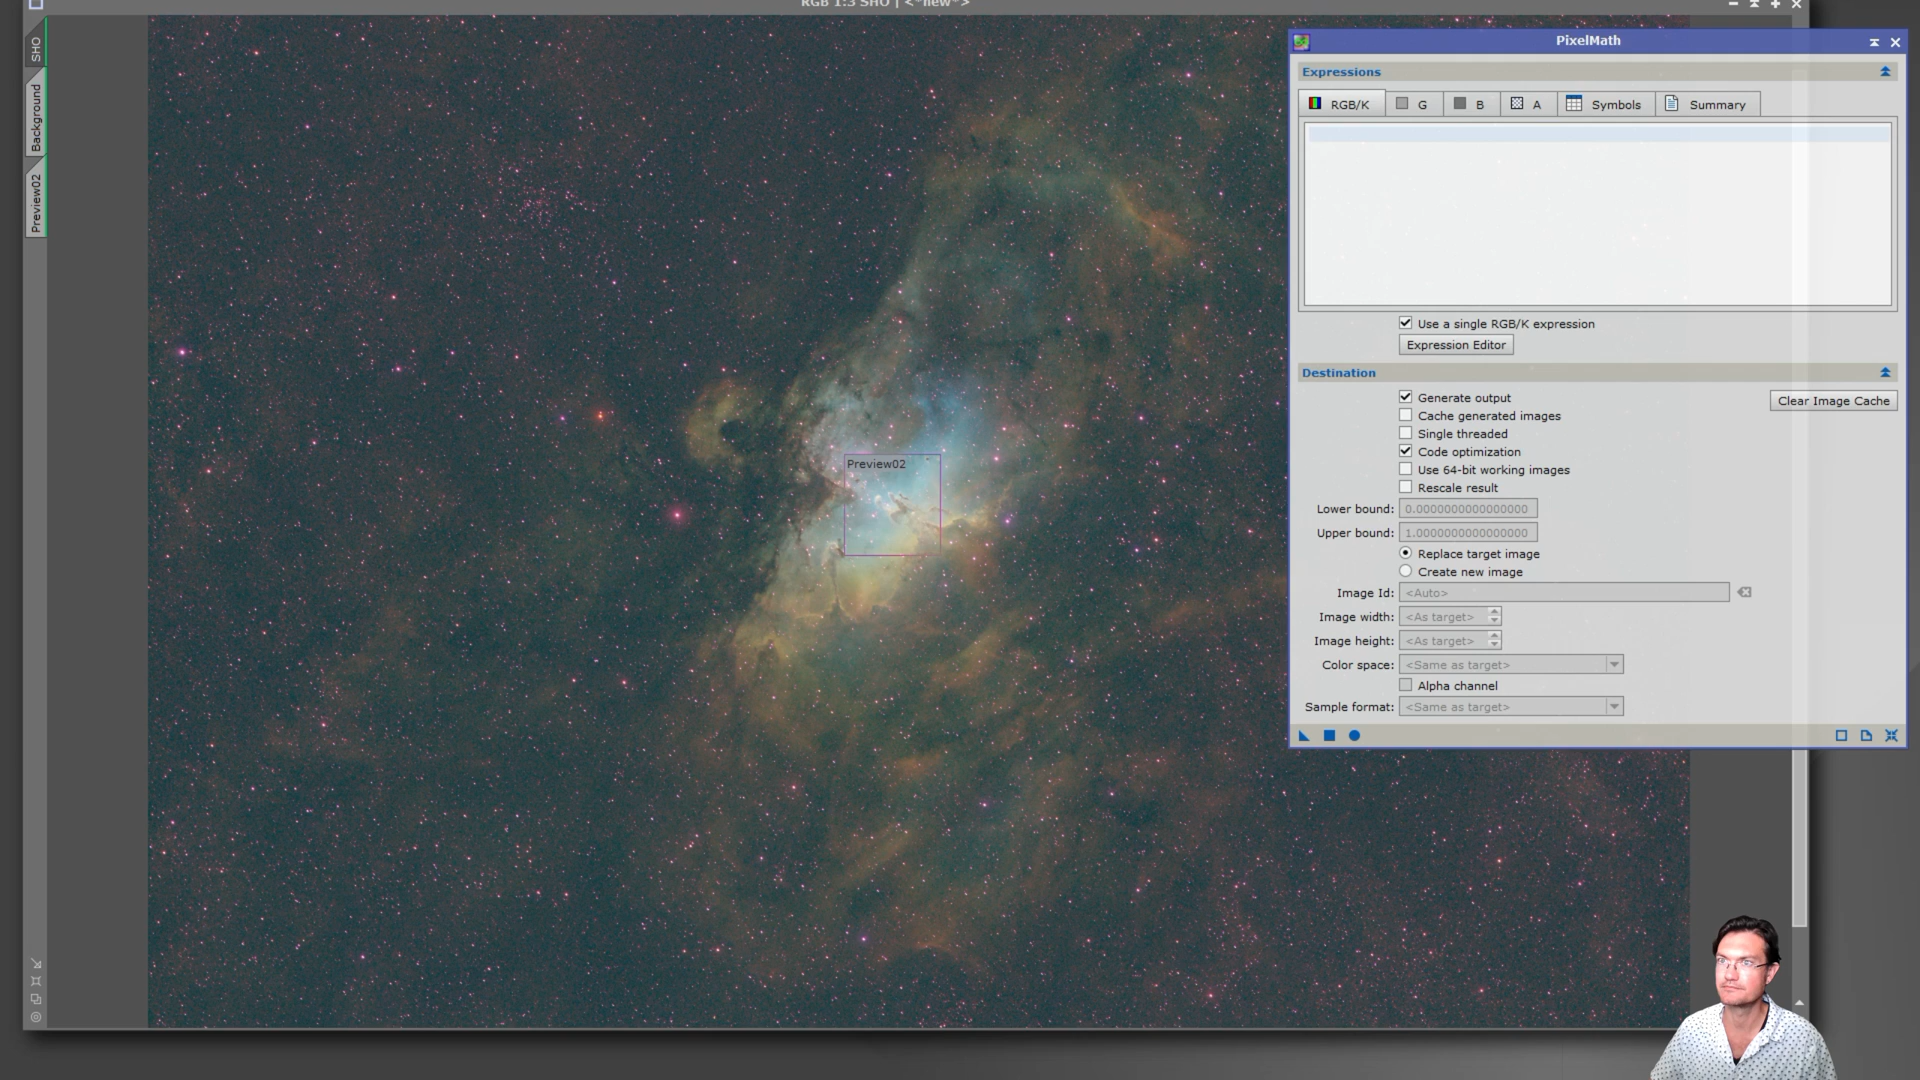 RGB 1:3 SHO | <*new*>
SHO
Background
Preview02
Preview02
PixelMath
Expressions
RGB/K G B A Symbols Summary
Use a single RGB/K expression
Expression Editor
Destination
Generate output
Clear Image Cache
Cache generated images
Single threaded
Code optimization
Use 64-bit working images
Rescale result
Lower bound: 0.0000000000000000
Upper bound: 1.0000000000000000
Replace target image
Create new image
Image Id: <Auto>
Image width: <As target>
Image height: <As target>
Color space: <Same as target>
Alpha channel
Sample format: <Same as target>